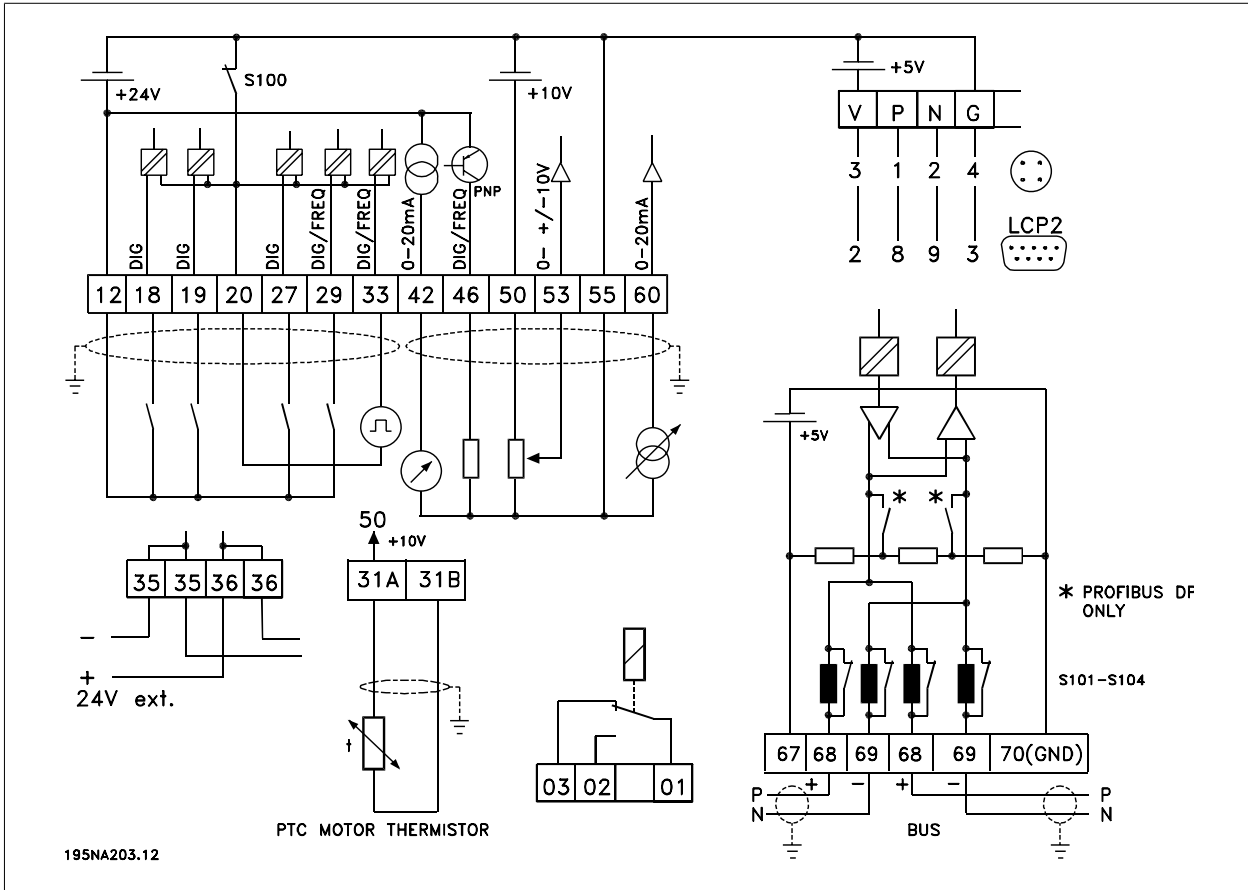 +24V
S100
+10V
+5V
V P N G
3 1 2 4
LCP2
2 8 9 3
DIG
DIG
DIG
DIG/FREQ
DIG/FREQ
0-20mA
DIG/FREQ
PNP
0- +/-10V
0-20mA
12 18 19 20 27 29 33 42 46 50 53 55 60
+5V
* *
* PROFIBUS DP
ONLY
S101-S104
35 35 36 36
-
+
24V ext.
50
+10V
31A 31B
t
PTC MOTOR THERMISTOR
03 02 01
67 68 69 68 69 70(GND)
+ - + -
P P
N N
BUS
195NA203.12